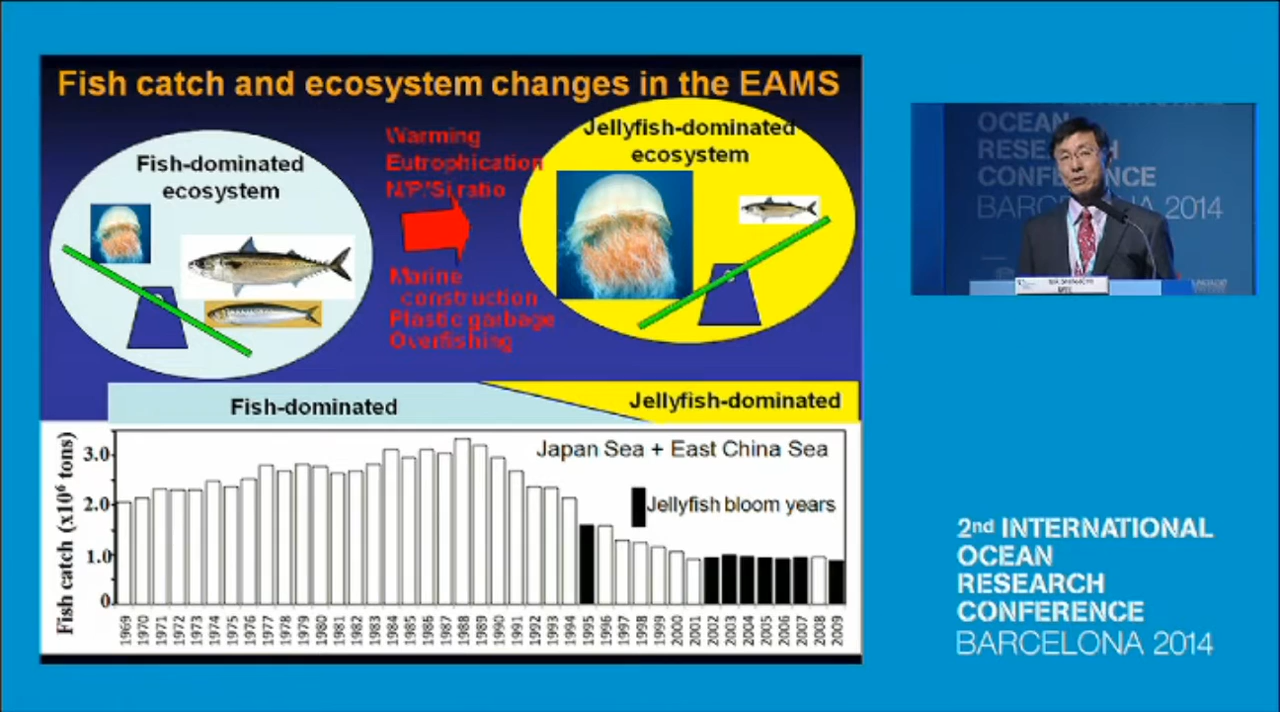 Fish catch and ecosystem changes in the EAMS
Fish-dominated
ecosystem
Warming
Eutrophication
N/P/Si ratio
Marine
construction
Plastic garbage
Overfishing
Jellyfish-dominated
ecosystem
Fish-dominated
Jellyfish-dominated
Fish catch (x10⁶ tons)
3.0
2.0
1.0
0
Japan Sea + East China Sea
Jellyfish bloom years
1969 1970 1971 1972 1973 1974 1975 1976 1977 1978 1979 1980 1981 1982 1983 1984 1985 1986 1987 1988 1989 1990 1991 1992 1993 1994 1995 1996 1997 1998 1999 2000 2001 2002 2003 2004 2005 2006 2007 2008 2009
OCEAN
RESEARCH
CONFERENCE
BARCELONA 2014
2nd INTERNATIONAL
OCEAN
RESEARCH
CONFERENCE
BARCELONA 2014